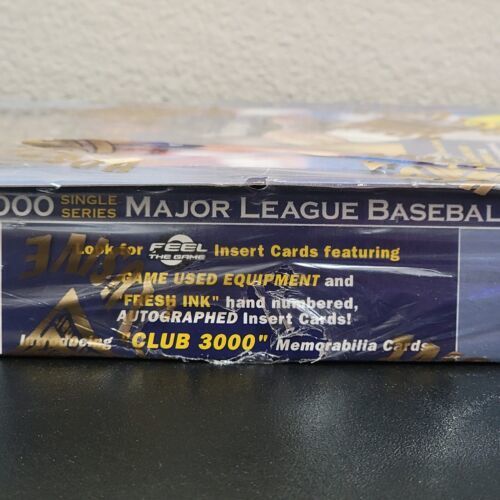 000 SINGLE SERIES MAJOR LEAGUE BASEBAL
Look for FEEL THE GAME Insert Cards featuring
GAME USED EQUIPMENT and
FRESH INK" hand numbered,
AUTOGRAPHED Insert Cards!
Introducing "CLUB 3000" Memorabilia Cards